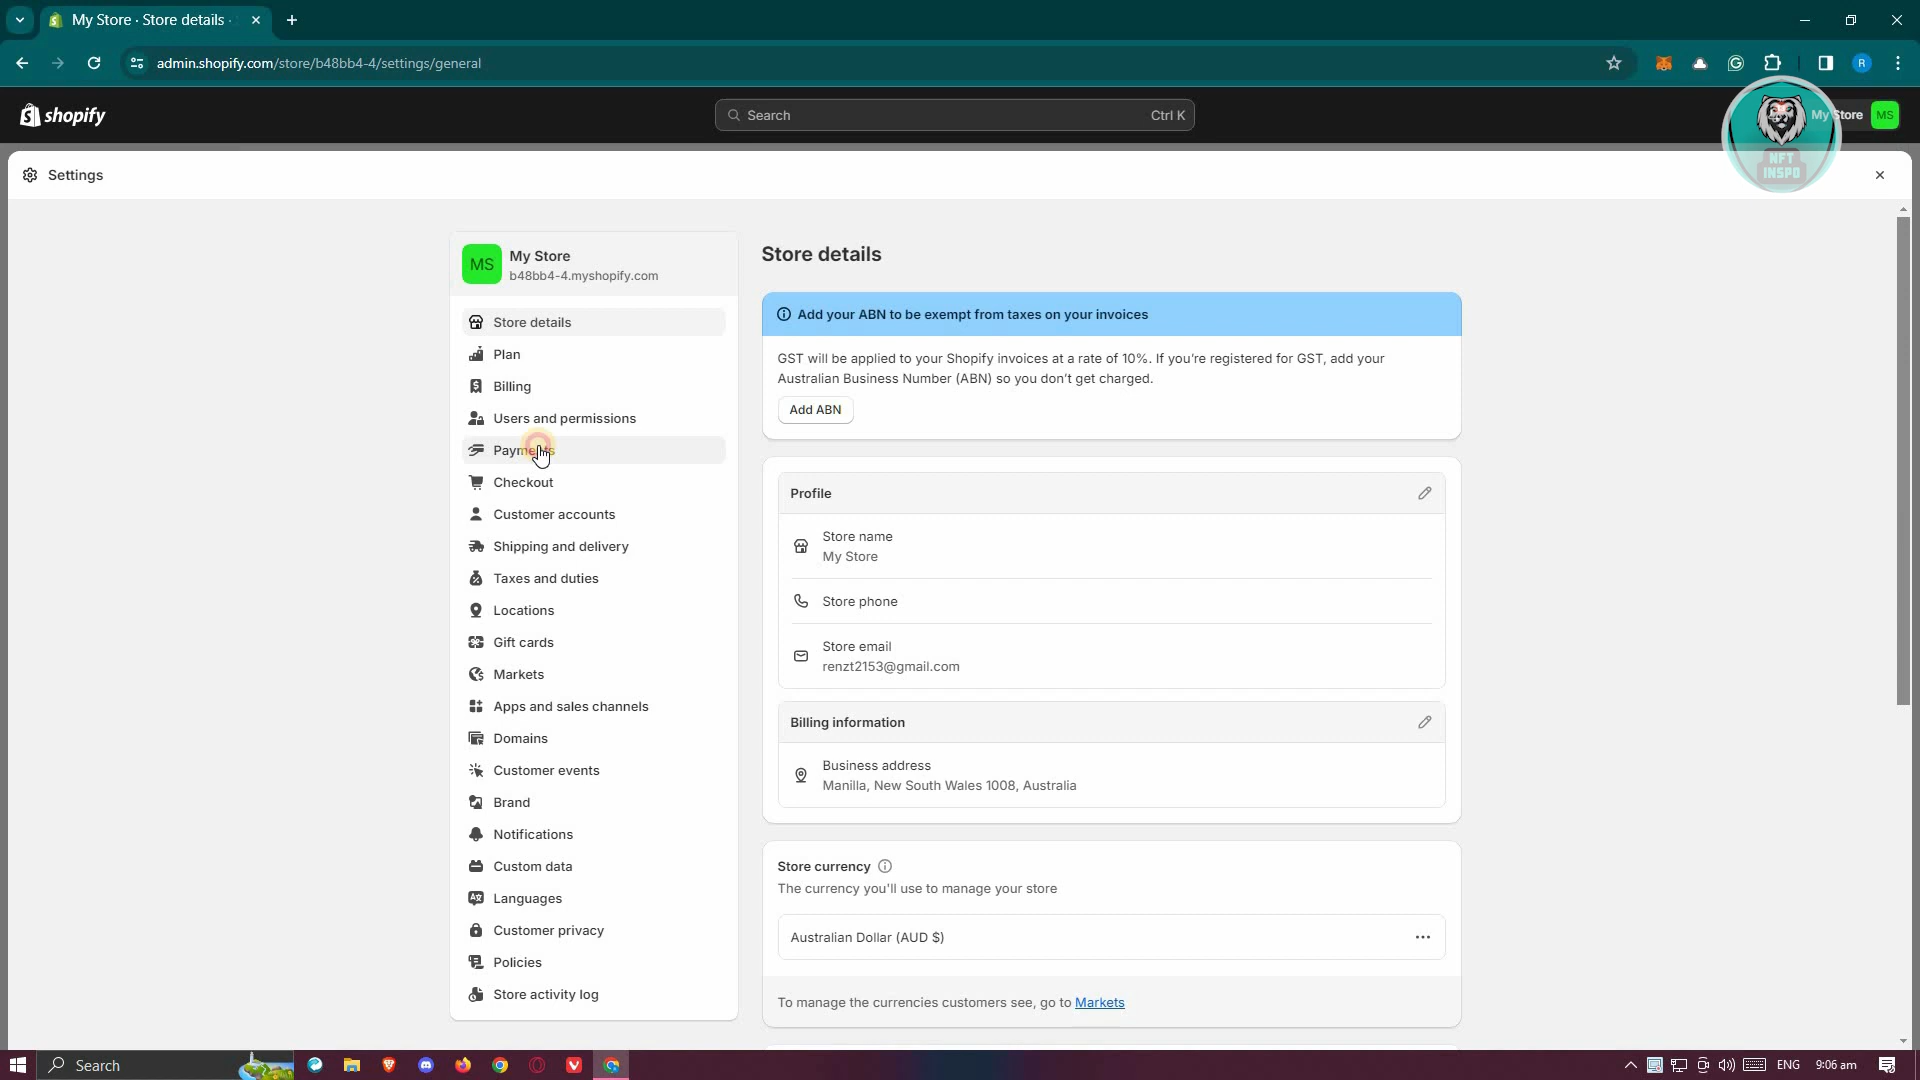 My Store · Store details ·
admin.shopify.com/store/b48bb4-4/settings/general
R
shopify
Search
Ctrl K
My Store
MS
NFT
INSPO
Settings
MS
My Store
b48bb4-4.myshopify.com
Store details
Plan
Billing
Users and permissions
Payments
Checkout
Customer accounts
Shipping and delivery
Taxes and duties
Locations
Gift cards
Markets
Apps and sales channels
Domains
Customer events
Brand
Notifications
Custom data
Languages
Customer privacy
Policies
Store activity log
Store details
Add your ABN to be exempt from taxes on your invoices
GST will be applied to your Shopify invoices at a rate of 10%. If you're registered for GST, add your
Australian Business Number (ABN) so you don't get charged.
Add ABN
Profile
Store name
My Store
Store phone
Store email
renzt2153@gmail.com
Billing information
Business address
Manilla, New South Wales 1008, Australia
Store currency
The currency you'll use to manage your store
Australian Dollar (AUD $)
To manage the currencies customers see, go to Markets
Search
ENG
9:06 am